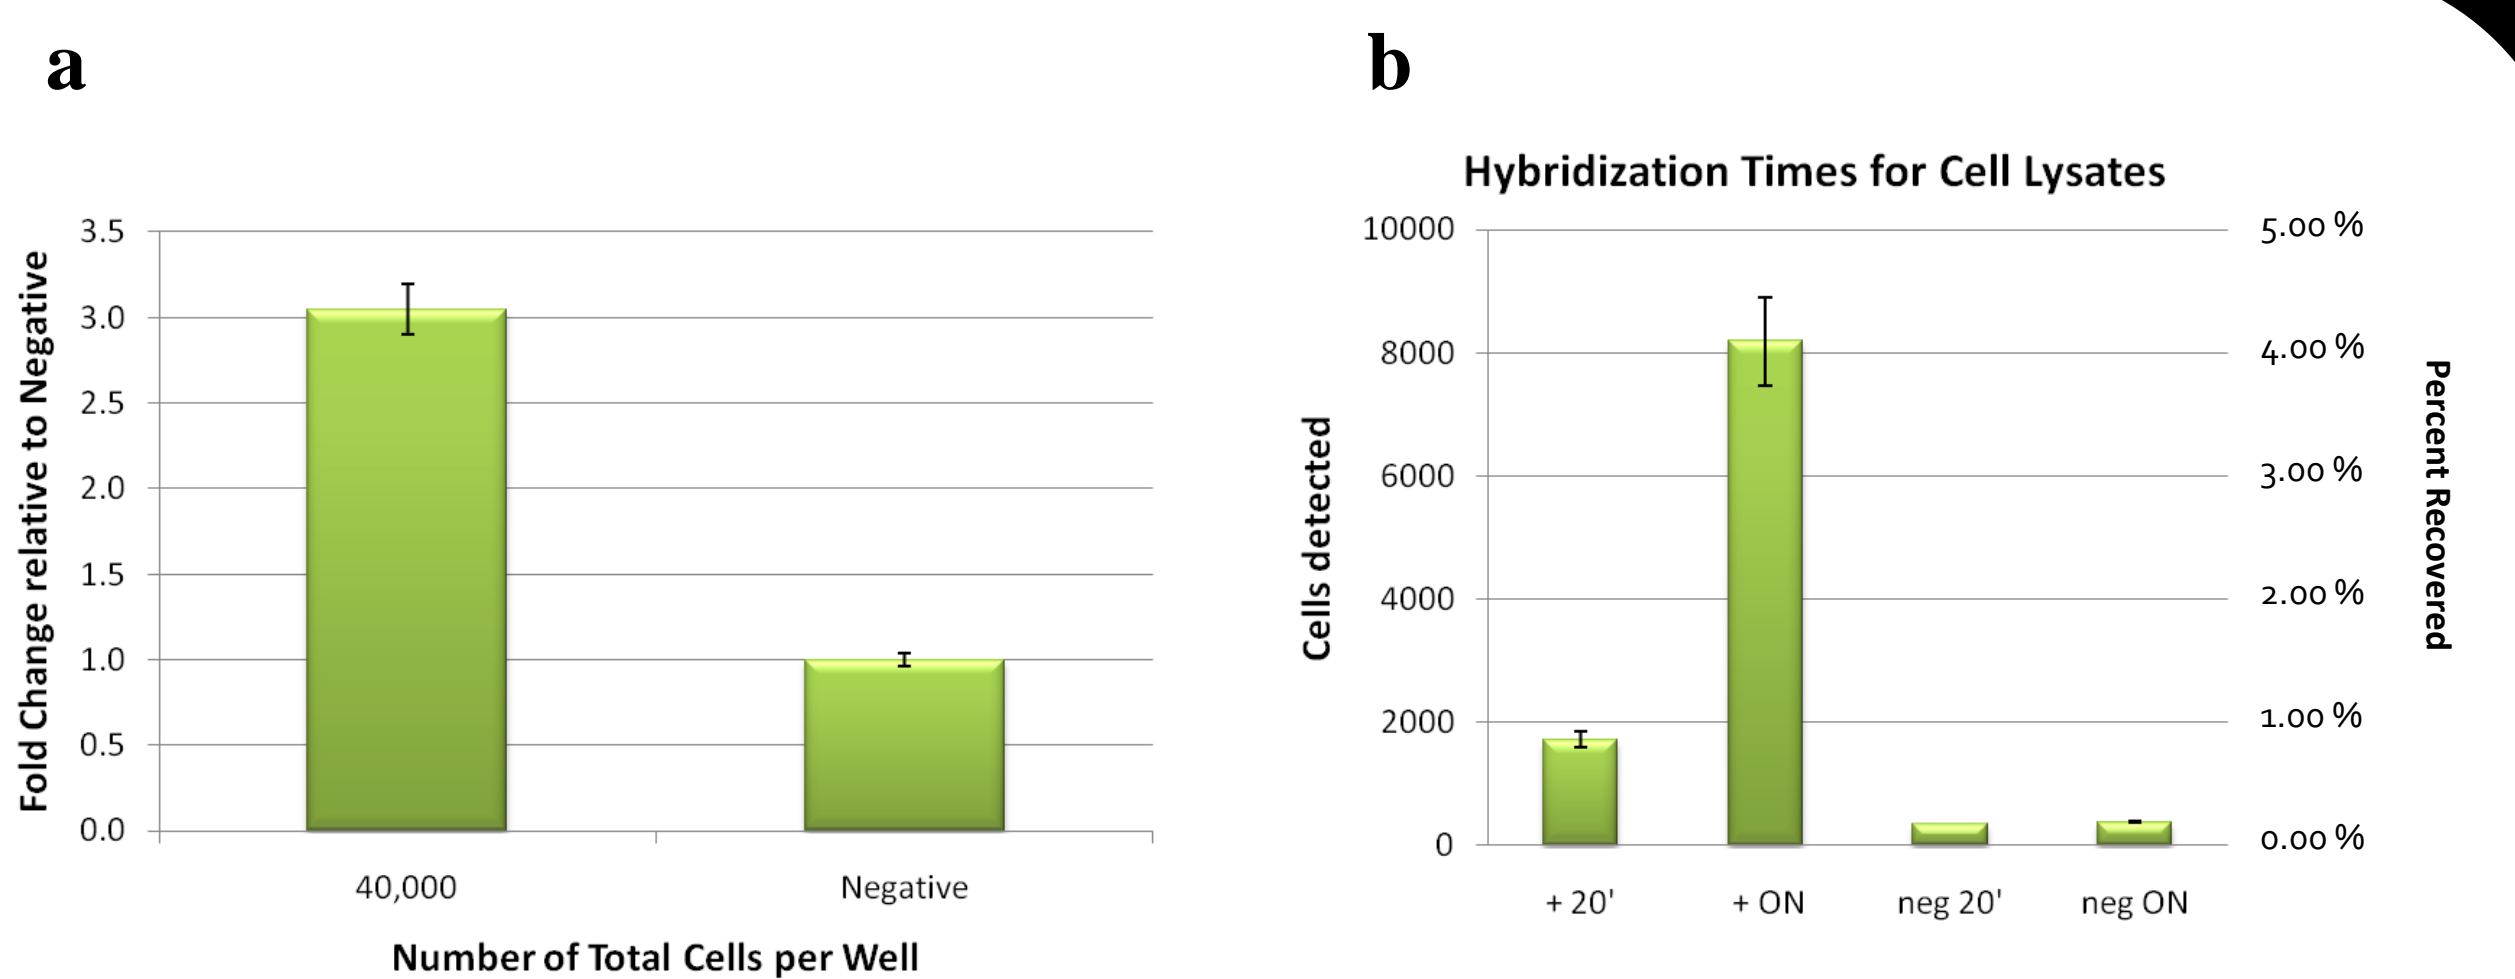 a
Fold Change relative to Negative
3.5
3.0
2.5
2.0
1.5
1.0
0.5
0.0
40,000
Negative
Number of Total Cells per Well
b
Hybridization Times for Cell Lysates
Cells Detected
10000
8000
6000
4000
2000
0
5.00 %
4.00 %
3.00 %
2.00 %
1.00 %
0.00 %
Percent Recovered
+ 20'
+ ON
neg 20'
neg ON